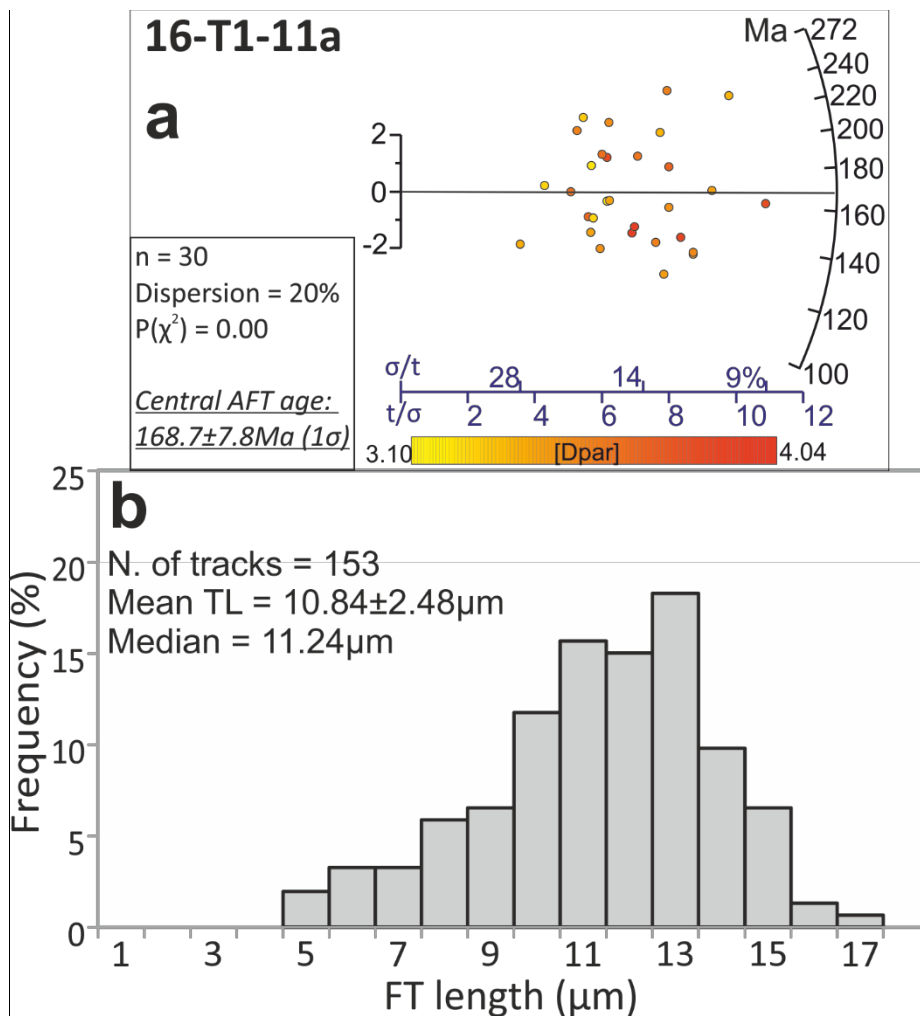 16-T1-11a
a
Ma
272
240
220
200
180
160
140
120
100
2
0
-2
n = 30
Dispersion = 20%
P(χ²) = 0.00
Central AFT age:
168.7±7.8Ma (1σ)
σ/t
28
14
9%
t/σ
2
4
6
8
10
12
3.10
[Dpar]
4.04
b
N. of tracks = 153
Mean TL = 10.84±2.48μm
Median = 11.24μm
Frequency (%)
25
20
15
10
5
0
1
3
5
7
9
11
13
15
17
FT length (μm)